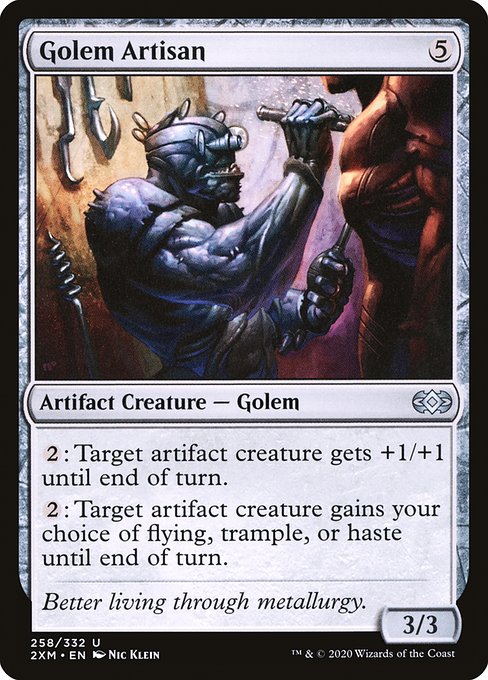 Golem Artisan 5
Artifact Creature — Golem
2: Target artifact creature gets +1/+1
until end of turn.
2: Target artifact creature gains your
choice of flying, trample, or haste
until end of turn.
Better living through metallurgy.
3/3
258/332 U
2XM • EN Nic Klein
™ & © 2020 Wizards of the Coast